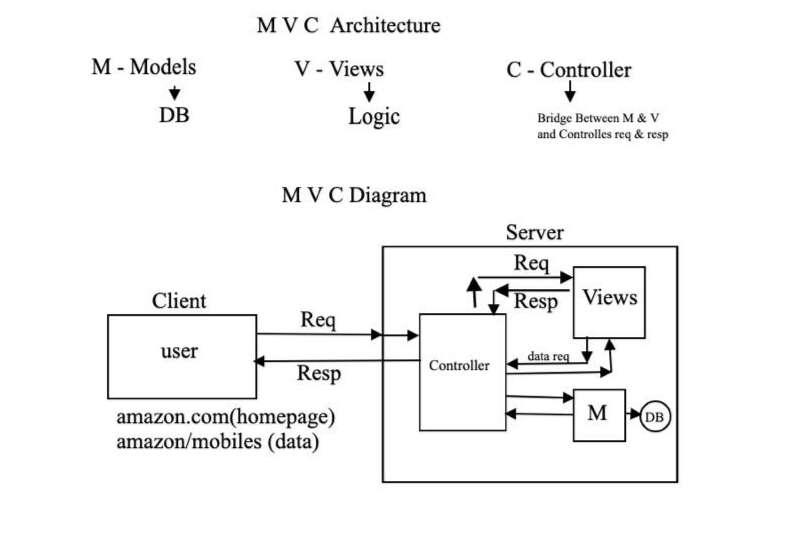 M V C Architecture
M - Models
V - Views
C - Controller
DB
Logic
Bridge Between M & V
and Controlles req & resp
M V C Diagram
Server
Req
Resp
Views
Client
user
Req
Resp
Controller
data req
M
DB
amazon.com(homepage)
amazon/mobiles (data)